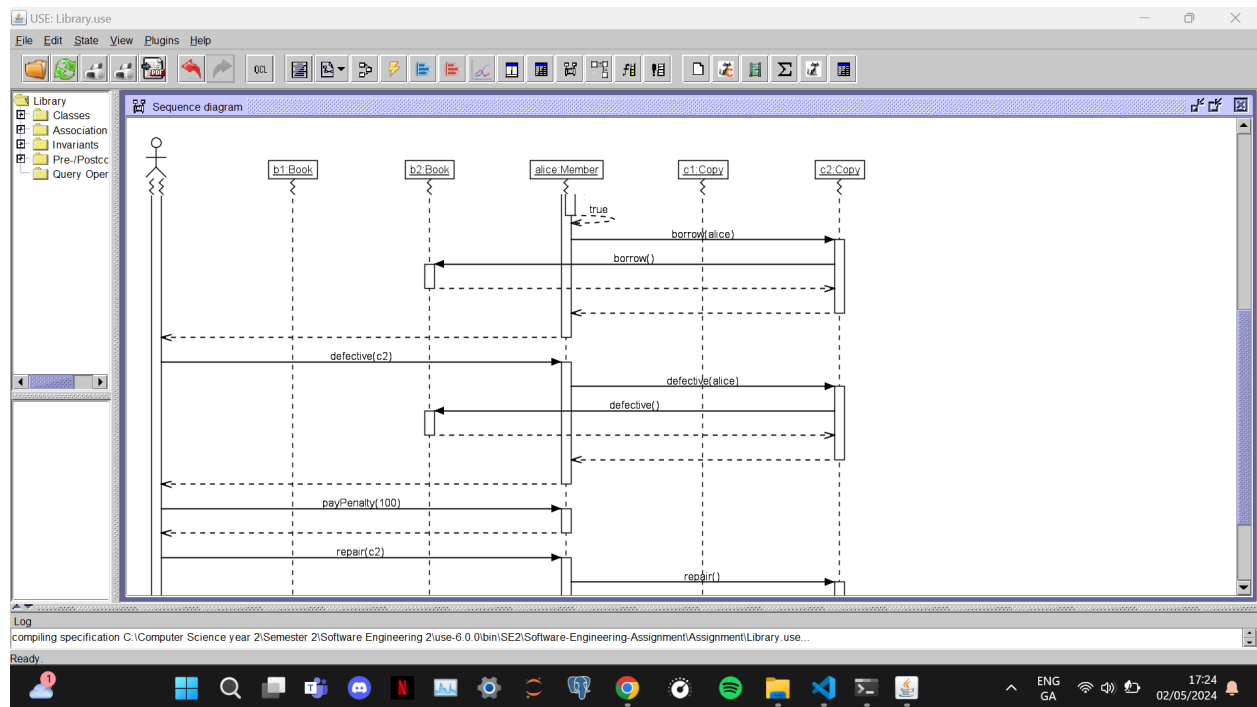 USE: Library.use
File Edit State View Plugins Help
OCL
Library
Classes
Association
Invariants
Pre-/Postcc
Query Oper
Sequence diagram
b1:Book
b2:Book
alice:Member
c1:Copy
c2:Copy
true
borrow(alice)
borrow()
defective(c2)
defective(alice)
defective()
payPenalty(100)
repair(c2)
repair()
Log
compiling specification C:\Computer Science year 2\Semester 2\Software Engineering 2\use-6.0.0\bin\SE2\Software-Engineering-Assignment\Assignment\Library.use...
Ready.
1
ENG
GA
17:24
02/05/2024